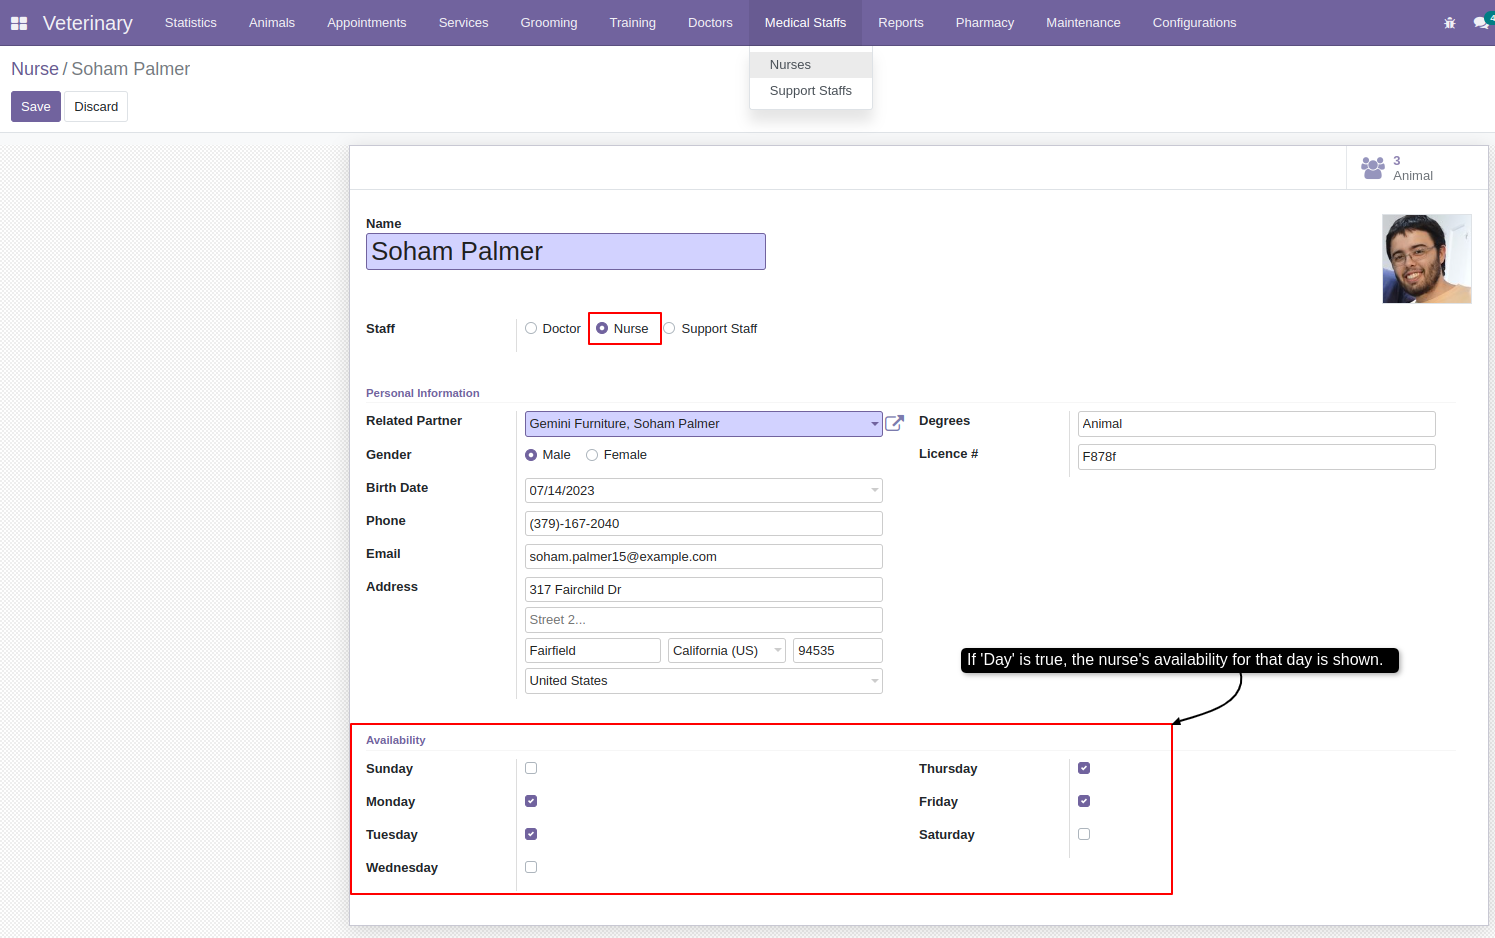 Veterinary Statistics Animals Appointments Services Grooming Training Doctors Medical Staffs Reports Pharmacy Maintenance Configurations 4
Nurses
Support Staffs
Nurse / Soham Palmer
Save Discard
3
Animal
Name
Soham Palmer
Staff Doctor Nurse Support Staff
Personal Information
Related Partner Gemini Furniture, Soham Palmer Degrees Animal
Gender Male Female Licence # F878f
Birth Date 07/14/2023
Phone (379)-167-2040
Email soham.palmer15@example.com
Address 317 Fairchild Dr
Street 2...
Fairfield California (US) 94535
United States
If 'Day' is true, the nurse's availability for that day is shown.
Availability
Sunday Thursday
Monday Friday
Tuesday Saturday
Wednesday